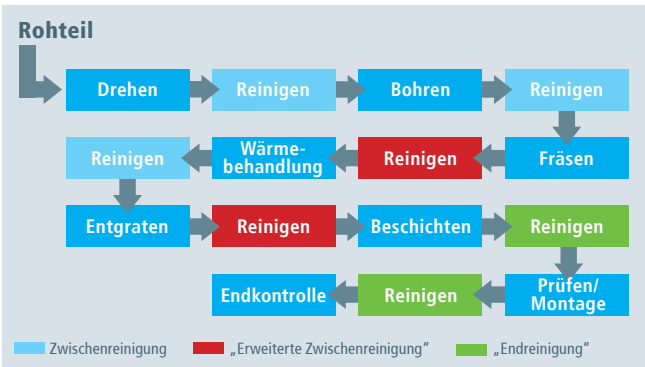 Rohteil
Drehen
Reinigen
Bohren
Reinigen
Fräsen
Reinigen
Wärme-
behandlung
Reinigen
Entgraten
Reinigen
Beschichten
Reinigen
Prüfen/
Montage
Reinigen
Endkontrolle
Zwischenreinigung
„Erweiterte Zwischenreinigung“
„Endreinigung“